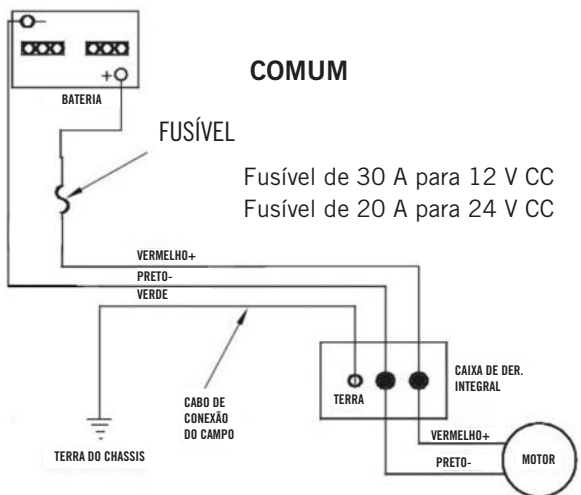 COMUM
+
BATERIA
FUSÍVEL
Fusível de 30 A para 12 V CC
Fusível de 20 A para 24 V CC
VERMELHO+
PRETO-
VERDE
CABO DE
CONEXÃO
DO CAMPO
TERRA DO CHASSIS
TERRA
CAIXA DE DER.
INTEGRAL
VERMELHO+
PRETO-
MOTOR